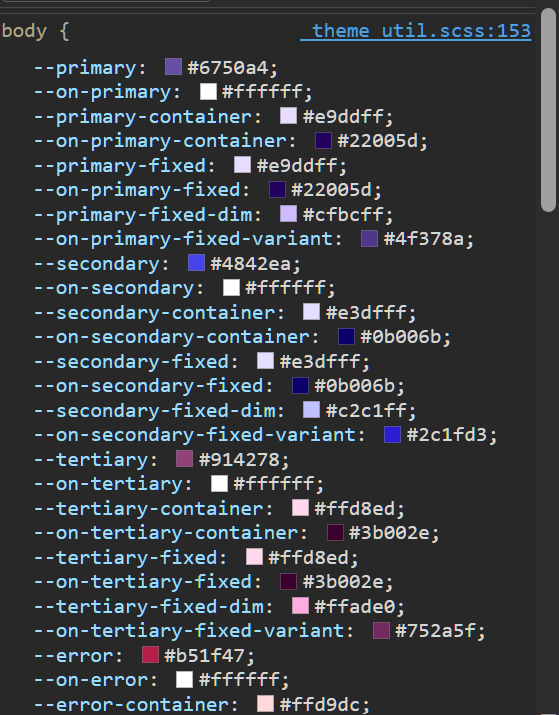 body {
_theme_util.scss:153
--primary: #6750a4;
--on-primary: #ffffff;
--primary-container: #e9ddff;
--on-primary-container: #22005d;
--primary-fixed: #e9ddff;
--on-primary-fixed: #22005d;
--primary-fixed-dim: #cfbcff;
--on-primary-fixed-variant: #4f378a;
--secondary: #4842ea;
--on-secondary: #ffffff;
--secondary-container: #e3dfff;
--on-secondary-container: #0b006b;
--secondary-fixed: #e3dfff;
--on-secondary-fixed: #0b006b;
--secondary-fixed-dim: #c2c1ff;
--on-secondary-fixed-variant: #2c1fd3;
--tertiary: #914278;
--on-tertiary: #ffffff;
--tertiary-container: #ffd8ed;
--on-tertiary-container: #3b002e;
--tertiary-fixed: #ffd8ed;
--on-tertiary-fixed: #3b002e;
--tertiary-fixed-dim: #ffade0;
--on-tertiary-fixed-variant: #752a5f;
--error: #b51f47;
--on-error: #ffffff;
--error-container: #ffd9dc;